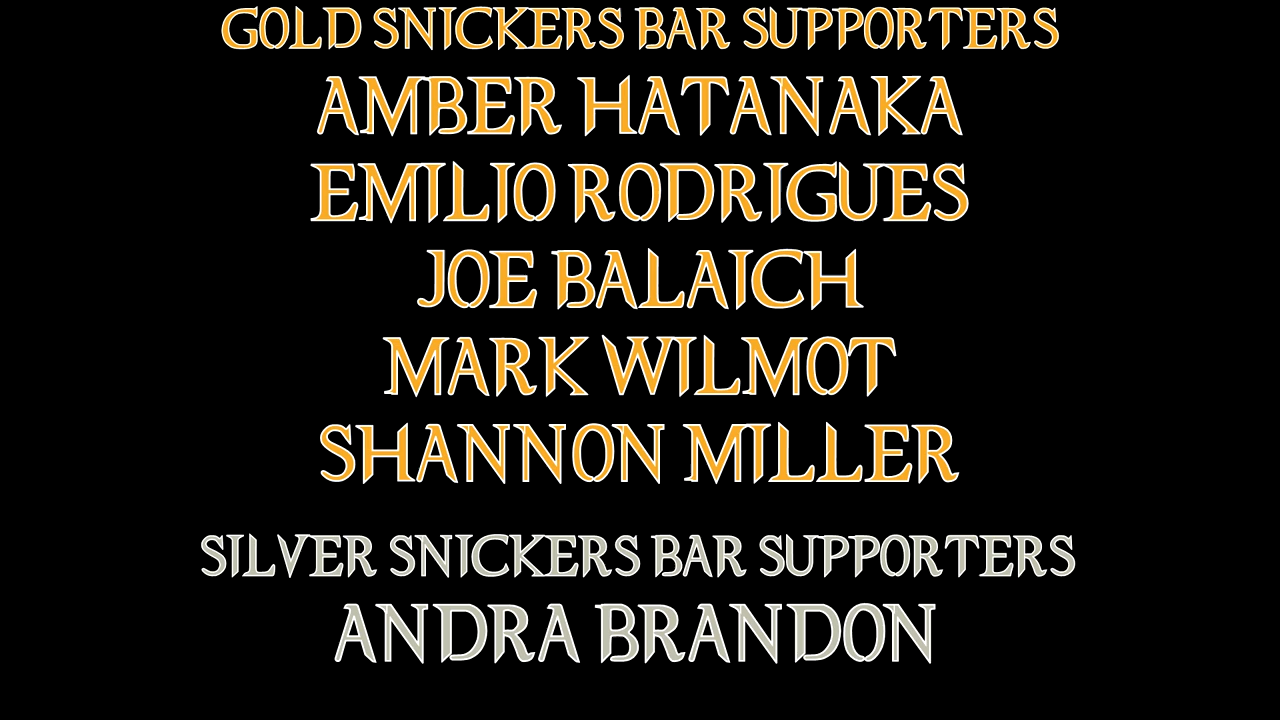 GOLD SNICKERS BAR SUPPORTERS
AMBER HATANAKA
EMILIO RODRIGUES
JOE BALAICH
MARK WILMOT
SHANNON MILLER
SILVER SNICKERS BAR SUPPORTERS
ANDRA BRANDON